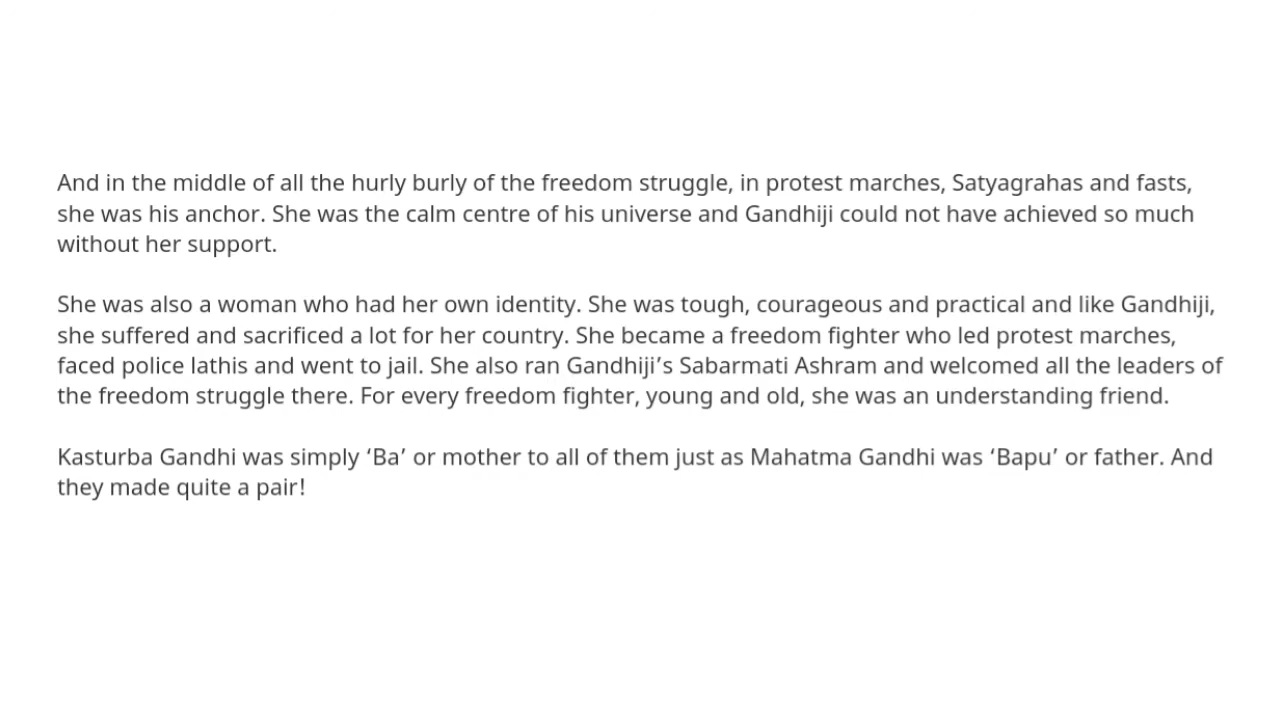 And in the middle of all the hurly burly of the freedom struggle, in protest marches, Satyagrahas and fasts,
she was his anchor. She was the calm centre of his universe and Gandhiji could not have achieved so much
without her support.
She was also a woman who had her own identity. She was tough, courageous and practical and like Gandhiji,
she suffered and sacrificed a lot for her country. She became a freedom fighter who led protest marches,
faced police lathis and went to jail. She also ran Gandhiji’s Sabarmati Ashram and welcomed all the leaders of
the freedom struggle there. For every freedom fighter, young and old, she was an understanding friend.
Kasturba Gandhi was simply ‘Ba’ or mother to all of them just as Mahatma Gandhi was ‘Bapu’ or father. And
they made quite a pair!